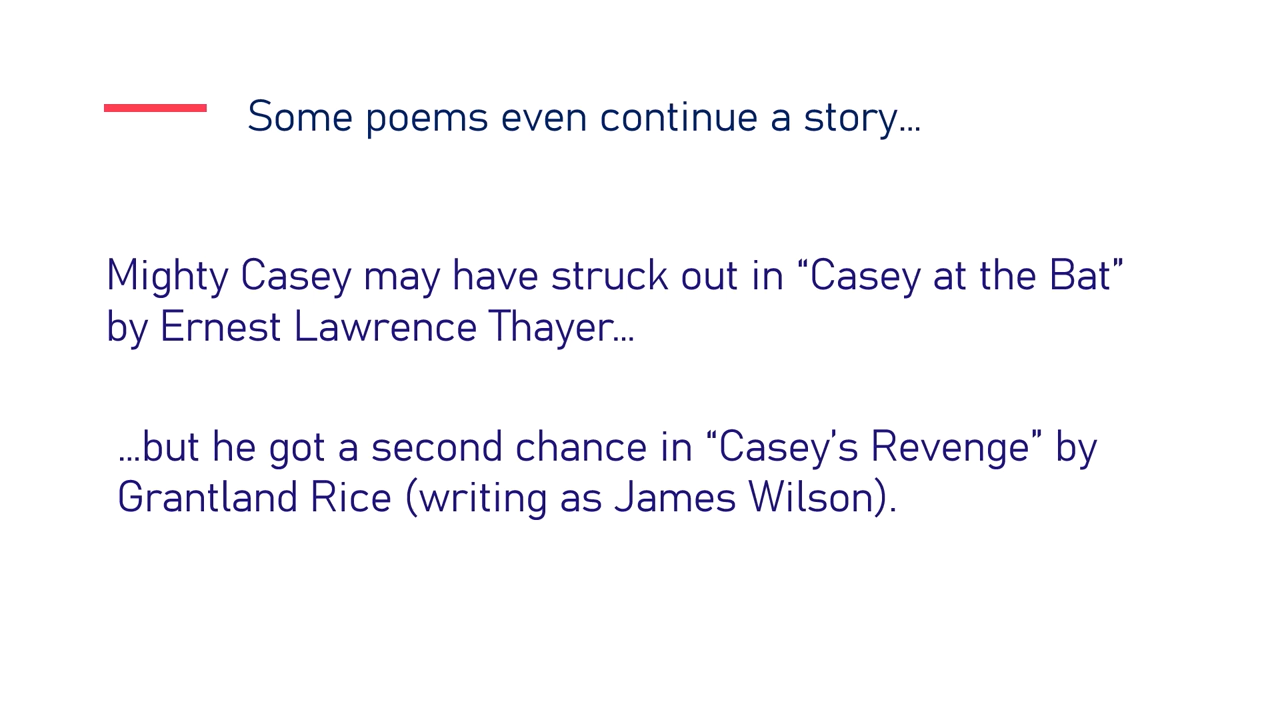 Some poems even continue a story...
Mighty Casey may have struck out in “Casey at the Bat”
by Ernest Lawrence Thayer...
...but he got a second chance in “Casey’s Revenge” by
Grantland Rice (writing as James Wilson).